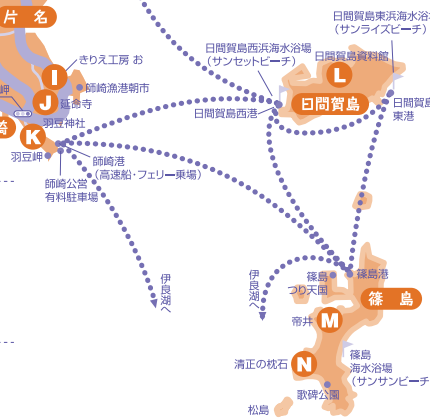 片 名
I
きりえ工房 お
師崎漁港朝市
J
延命寺
岬
羽豆神社
崎
K
羽豆岬
師崎港
(高速船・フェリー乗場)
師崎公営
有料駐車場
伊良湖へ
日間賀島東浜海水浴
(サンライズビーチ)
日間賀島西浜海水浴場
(サンセットビーチ)
日間賀島資料館
L
日間賀島
日間賀島西港
日間賀島
東港
伊良湖へ
篠島
つり天国
篠島港
篠 島
帝井
M
篠島
海水浴場
(サンサンビーチ
清正の枕石
N
歌碑公園
松島